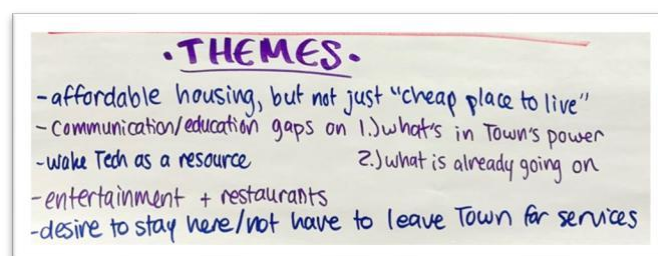 • THEMES •
-affordable housing, but not just "cheap place to live"
-Communication/education gaps on 1.) what's in Town's power
-Wake Tech as a resource 2.) what is already going on
-entertainment + restaurants
-desire to stay here/not have to leave Town for services